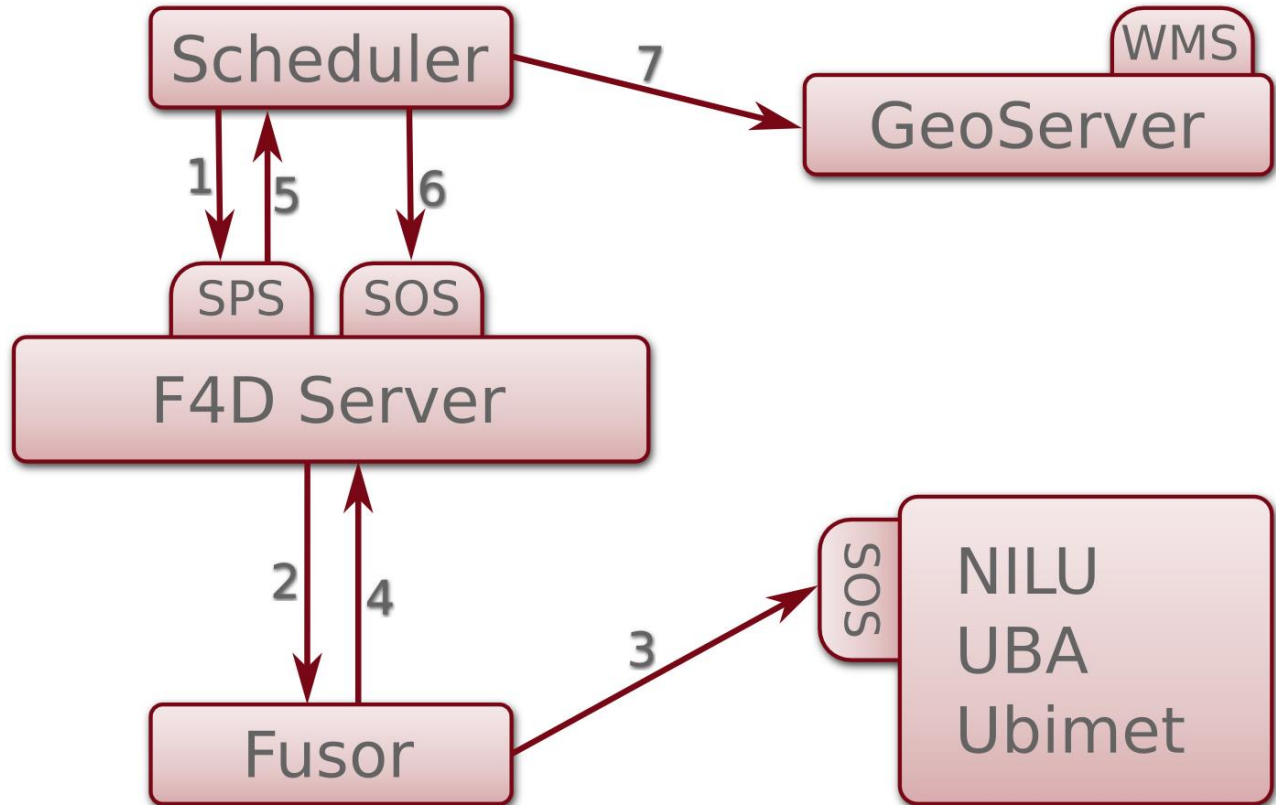 Scheduler
WMS
GeoServer
7
1
5
6
SPS
SOS
F4D Server
2
4
3
SOS
NILU
UBA
Ubimet
Fusor